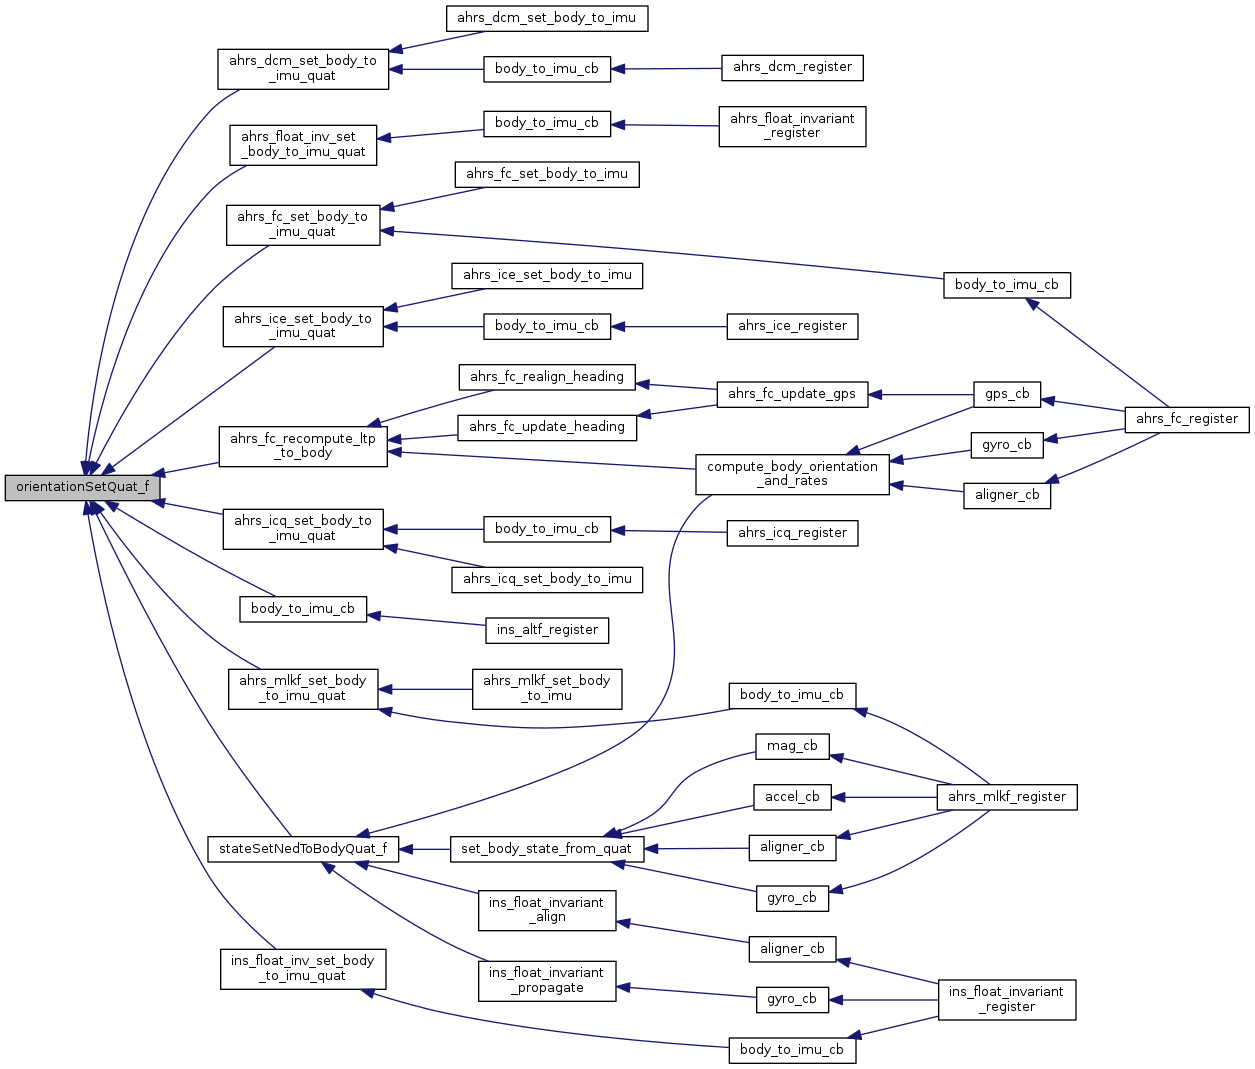 ahrs_dcm_set_body_to_imu
ahrs_dcm_set_body_to
_imu_quat
body_to_imu_cb
ahrs_dcm_register
ahrs_float_inv_set
_body_to_imu_quat
body_to_imu_cb
ahrs_float_invariant
_register
ahrs_fc_set_body_to_imu
ahrs_fc_set_body_to
_imu_quat
body_to_imu_cb
ahrs_ice_set_body_to_imu
ahrs_ice_set_body_to
_imu_quat
body_to_imu_cb
ahrs_ice_register
ahrs_fc_realign_heading
ahrs_fc_update_gps
gps_cb
ahrs_fc_register
ahrs_fc_update_heading
ahrs_fc_recompute_ltp
_to_body
gyro_cb
compute_body_orientation
_and_rates
aligner_cb
orientationSetQuat_f
ahrs_icq_set_body_to
_imu_quat
body_to_imu_cb
ahrs_icq_register
ahrs_icq_set_body_to_imu
body_to_imu_cb
ins_altf_register
ahrs_mlkf_set_body
_to_imu_quat
ahrs_mlkf_set_body
_to_imu
body_to_imu_cb
mag_cb
accel_cb
ahrs_mlkf_register
stateSetNedToBodyQuat_f
set_body_state_from_quat
aligner_cb
gyro_cb
ins_float_invariant
_align
aligner_cb
ins_float_inv_set_body
_to_imu_quat
ins_float_invariant
_propagate
gyro_cb
ins_float_invariant
_register
body_to_imu_cb